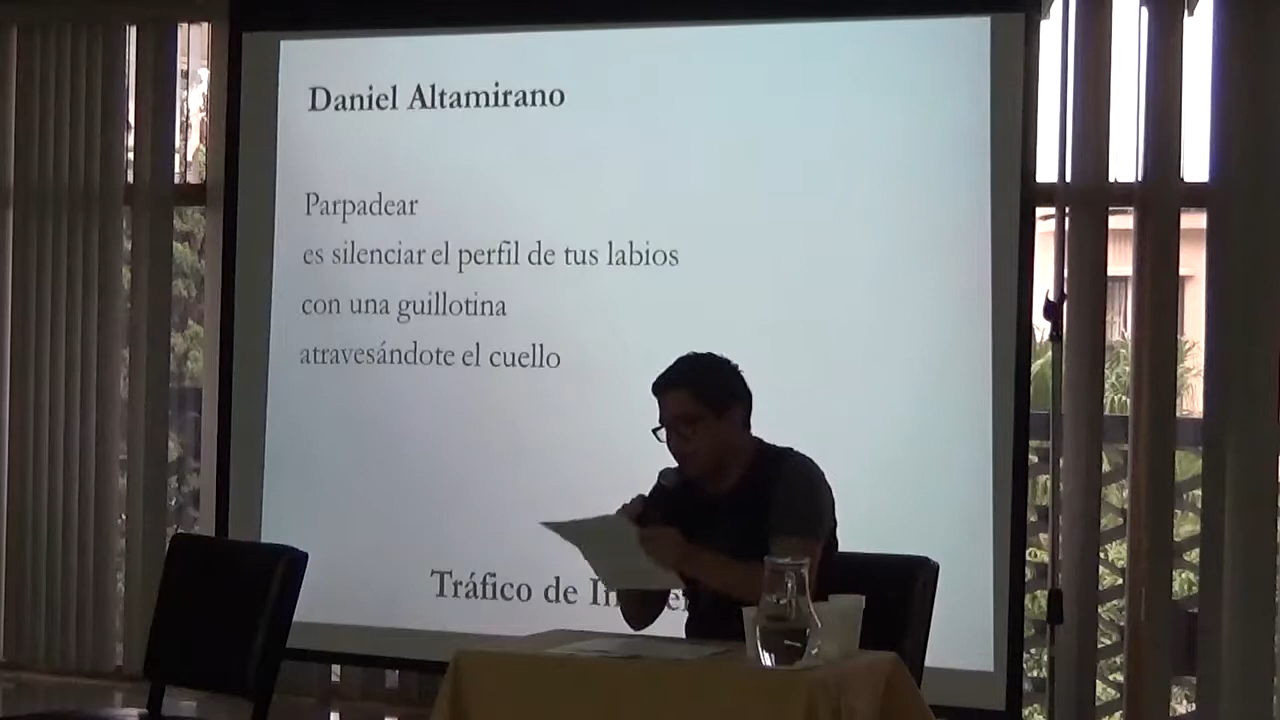 Daniel Altamirano
Parpadear
es silenciar el perfil de tus labios
con una guillotina
atravesándote el cuello
Tráfico de